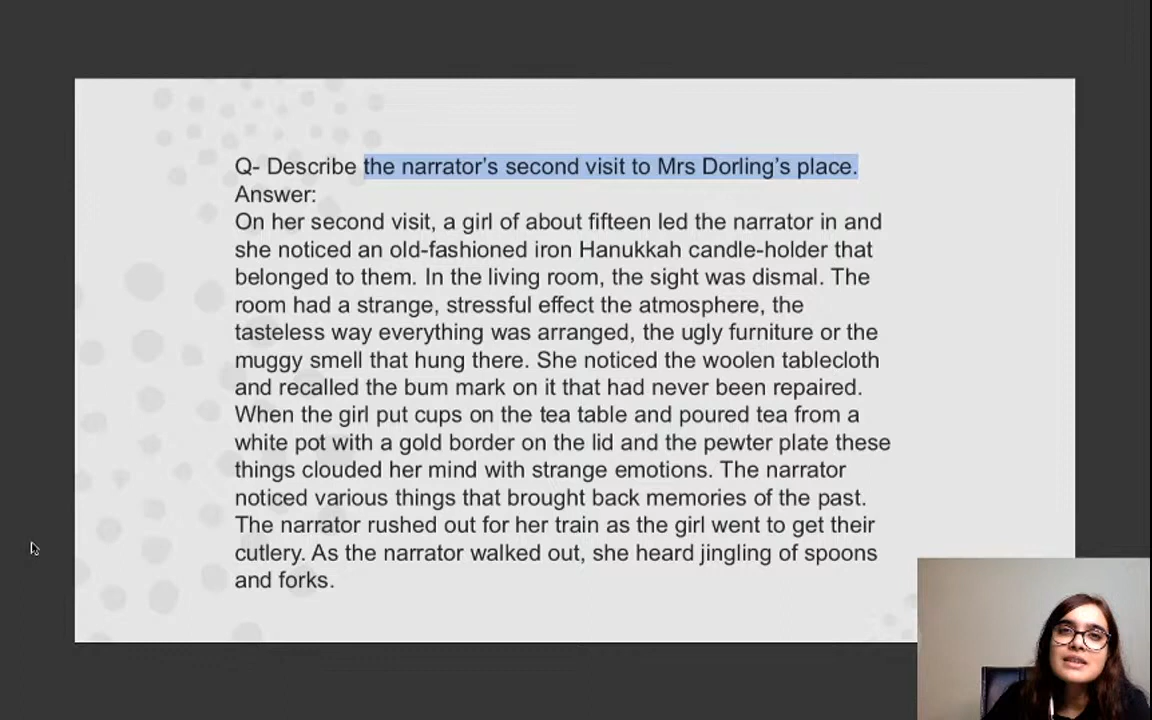 Q- Describe the narrator's second visit to Mrs Dorling's place.
Answer:
On her second visit, a girl of about fifteen led the narrator in and
she noticed an old-fashioned iron Hanukkah candle-holder that
belonged to them. In the living room, the sight was dismal. The
room had a strange, stressful effect the atmosphere, the
tasteless way everything was arranged, the ugly furniture or the
muggy smell that hung there. She noticed the woolen tablecloth
and recalled the bum mark on it that had never been repaired.
When the girl put cups on the tea table and poured tea from a
white pot with a gold border on the lid and the pewter plate these
things clouded her mind with strange emotions. The narrator
noticed various things that brought back memories of the past.
The narrator rushed out for her train as the girl went to get their
cutlery. As the narrator walked out, she heard jingling of spoons
and forks.